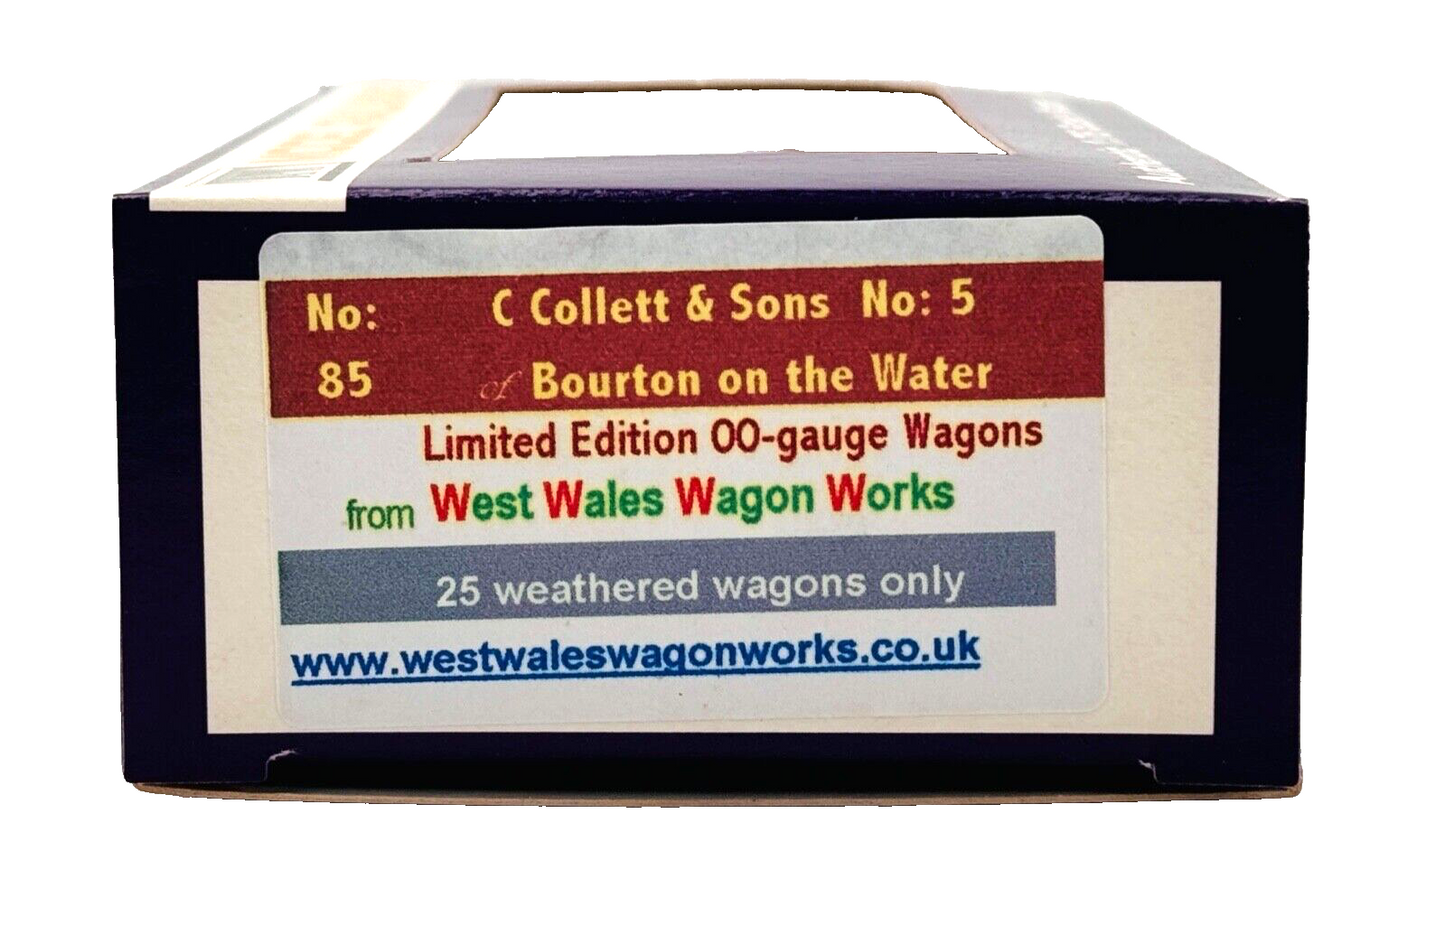 No: C Collett & Sons No: 5
85 of Bourton on the Water
Limited Edition OO-gauge Wagons
from West Wales Wagon Works
25 weathered wagons only
www.westwaleswagonworks.co.uk